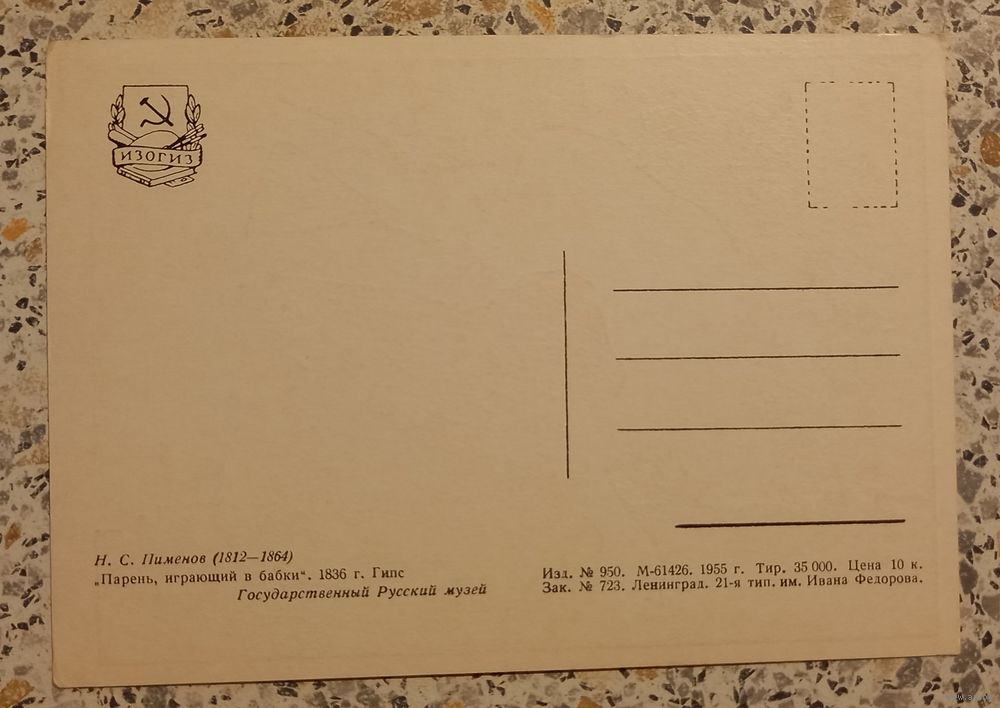 ИЗОГИЗ
Н. С. Пименов (1812—1864)
„Парень, играющий в бабки“. 1836 г. Гипс
Государственный Русский музей
Изд. № 950. М-61426. 1955 г. Тир. 35 000. Цена 10 к.
Зак. № 723. Ленинград. 21-я тип. им. Ивана Федорова.